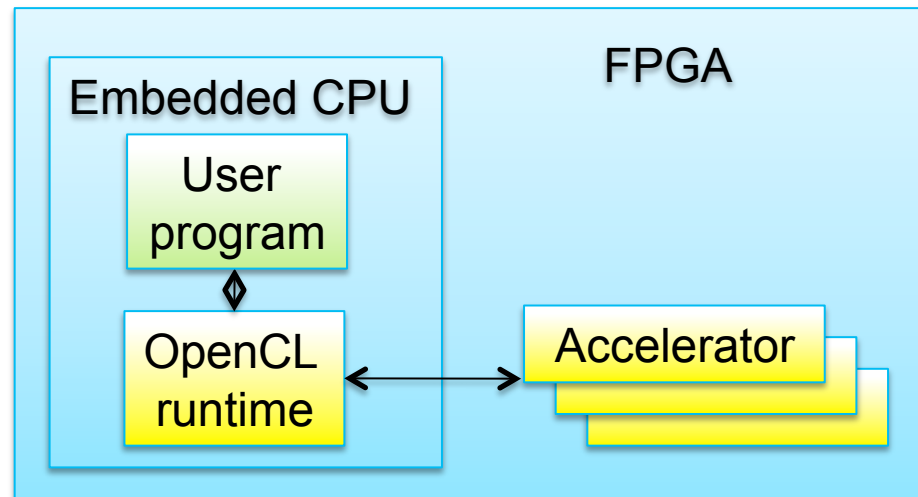 FPGA
Embedded CPU
User
program
OpenCL
runtime
Accelerator